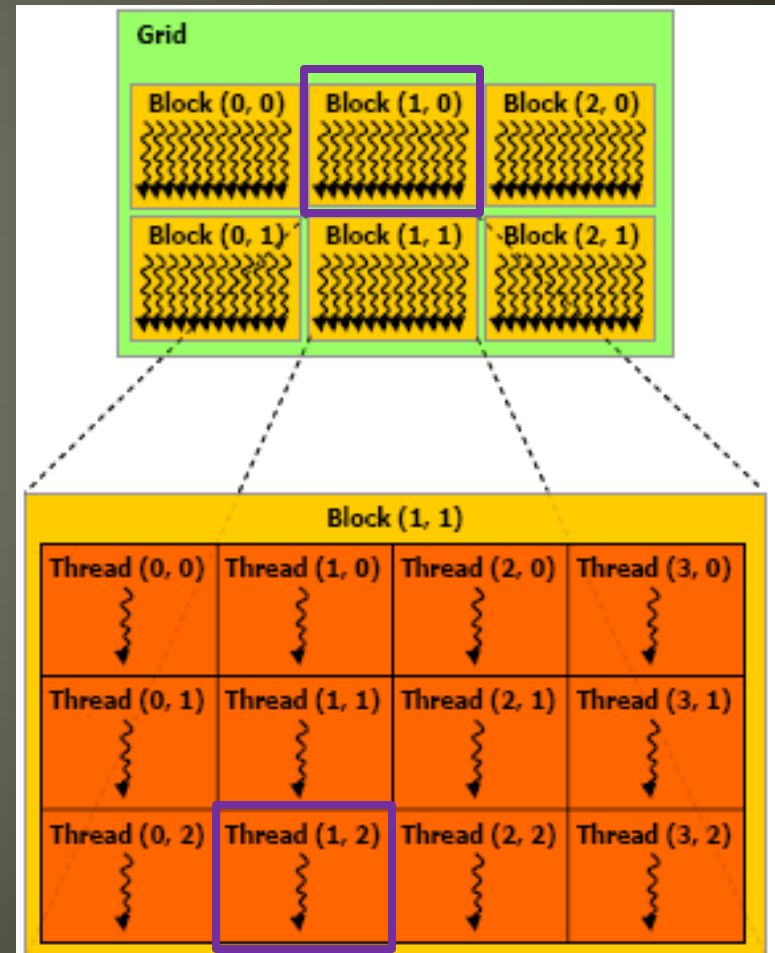 Grid
Block (0, 0) Block (1, 0) Block (2, 0)
Block (0, 1) Block (1, 1) Block (2, 1)
Block (1, 1)
Thread (0, 0) Thread (1, 0) Thread (2, 0) Thread (3, 0)
Thread (0, 1) Thread (1, 1) Thread (2, 1) Thread (3, 1)
Thread (0, 2) Thread (1, 2) Thread (2, 2) Thread (3, 2)